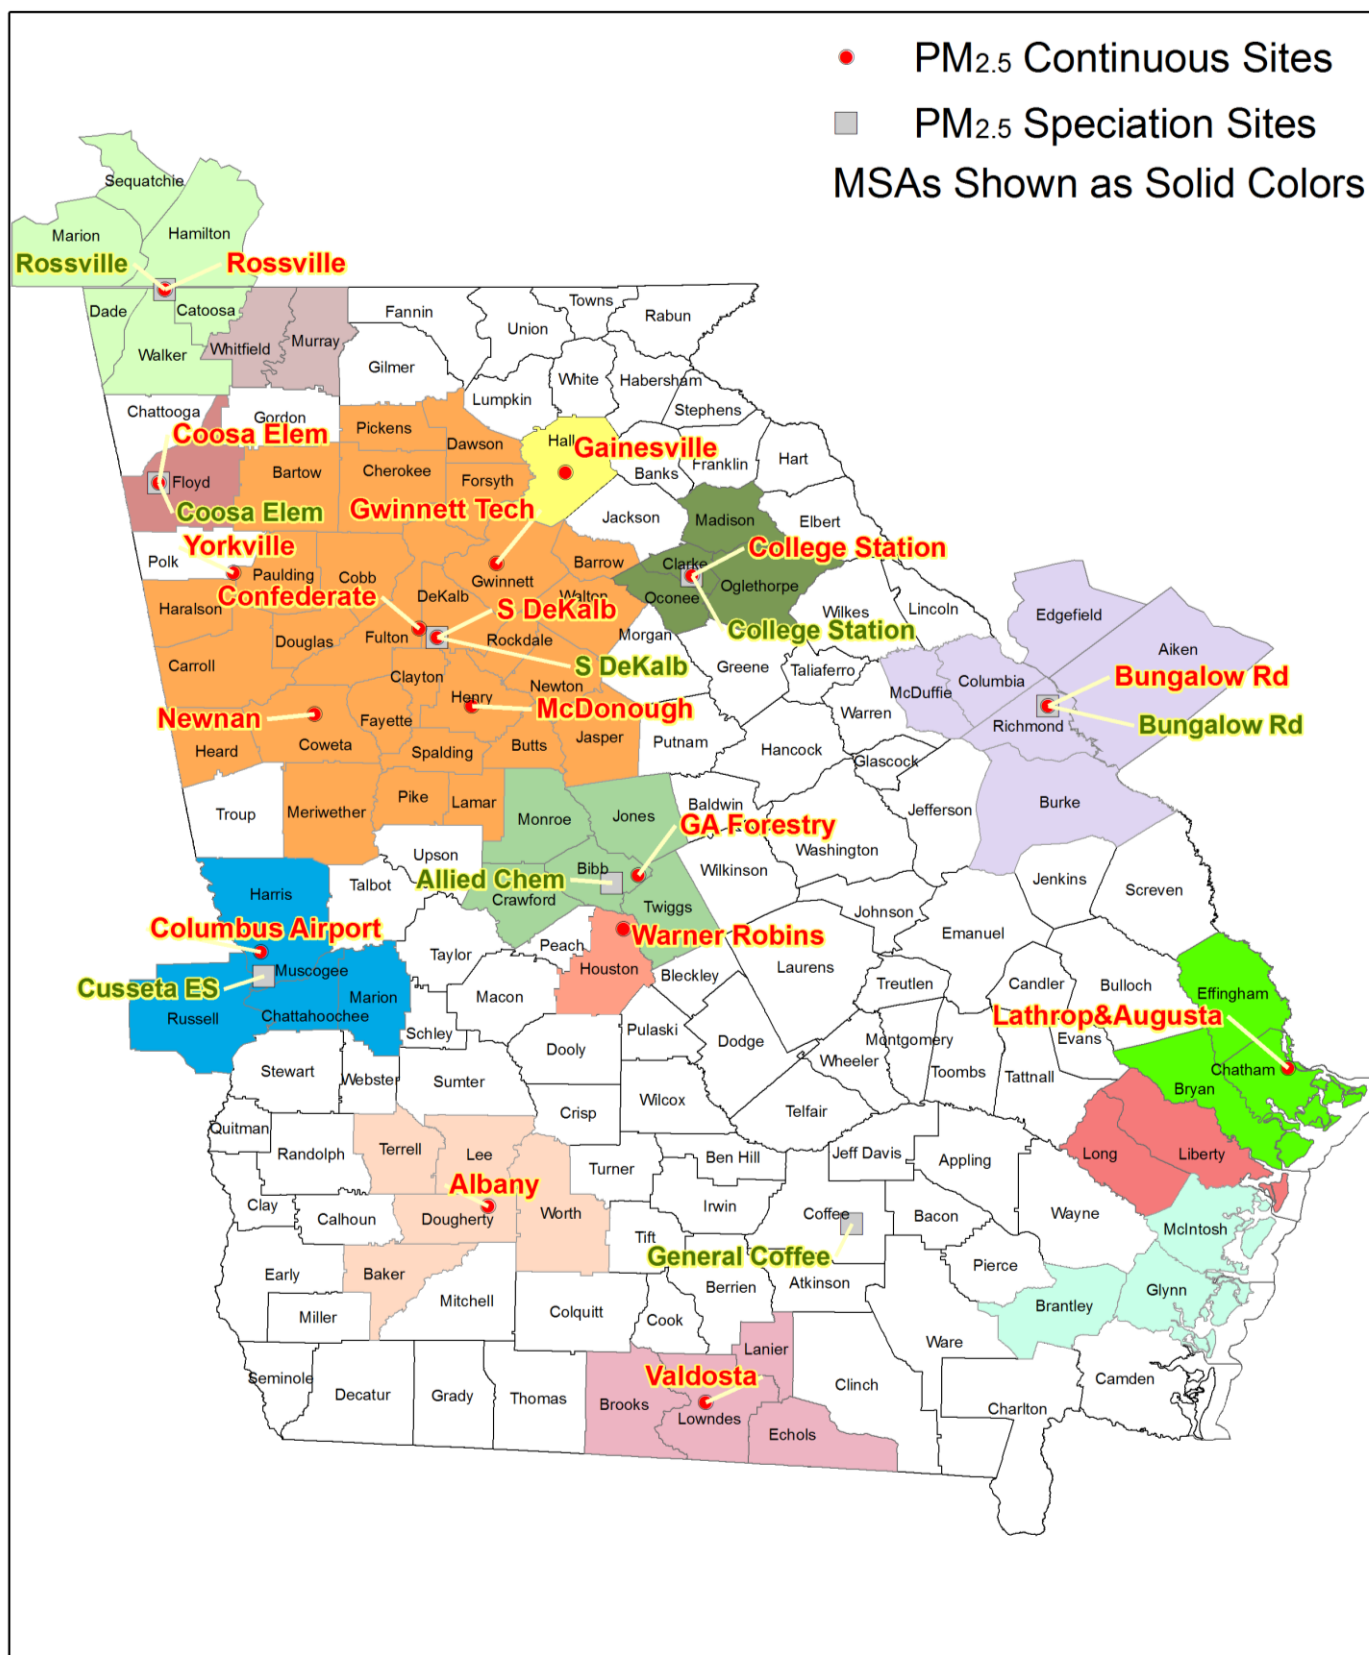 PM2.5 Continuous Sites
PM2.5 Speciation Sites
MSAs Shown as Solid Colors
Sequatchie
Marion
Hamilton
Rossville
Rossville
Dade
Catoosa
Walker
Whitfield
Murray
Fannin
Towns
Union
Rabun
Gilmer
White
Habersham
Lumpkin
Stephens
Chattooga
Gordon
Pickens
Dawson
Hall
Coosa Elem
Gainesville
Banks
Franklin
Hart
Floyd
Bartow
Cherokee
Forsyth
Coosa Elem
Gwinnett Tech
Jackson
Madison
Elbert
Yorkville
Polk
Paulding
Cobb
Gwinnett
Barrow
Clarke
College Station
Oglethorpe
Haralson
Confederate
DeKalb
Walton
Oconee
S DeKalb
Wilkes
Lincoln
Edgefield
Douglas
Fulton
Rockdale
Morgan
College Station
Aiken
Carroll
S DeKalb
Greene
Taliaferro
Clayton
Newton
McDuffie
Columbia
Bungalow Rd
Henry
McDonough
Newnan
Fayette
Warren
Richmond
Bungalow Rd
Heard
Coweta
Spalding
Butts
Jasper
Putnam
Hancock
Glascock
Troup
Meriwether
Pike
Lamar
Monroe
Jones
Baldwin
Jefferson
Burke
GA Forestry
Washington
Upson
Bibb
Wilkinson
Allied Chem
Talbot
Harris
Crawford
Twiggs
Jenkins
Screven
Johnson
Columbus Airport
Warner Robins
Emanuel
Peach
Taylor
Houston
Bleckley
Laurens
Muscogee
Cusseta ES
Marion
Macon
Treutlen
Candler
Bulloch
Effingham
Russell
Chattahoochee
Schley
Pulaski
Dodge
Montgomery
Evans
Lathrop&Augusta
Dooly
Wheeler
Toombs
Tattnall
Chatham
Stewart
Webster
Sumter
Bryan
Wilcox
Crisp
Telfair
Quitman
Randolph
Terrell
Lee
Turner
Ben Hill
Jeff Davis
Appling
Long
Liberty
Albany
Clay
Calhoun
Dougherty
Worth
Irwin
Coffee
Bacon
Wayne
McIntosh
Tift
General Coffee
Early
Baker
Pierce
Mitchell
Berrien
Atkinson
Brantley
Glynn
Miller
Colquitt
Cook
Ware
Lanier
Valdosta
Seminole
Decatur
Grady
Thomas
Brooks
Lowndes
Clinch
Camden
Echols
Charlton